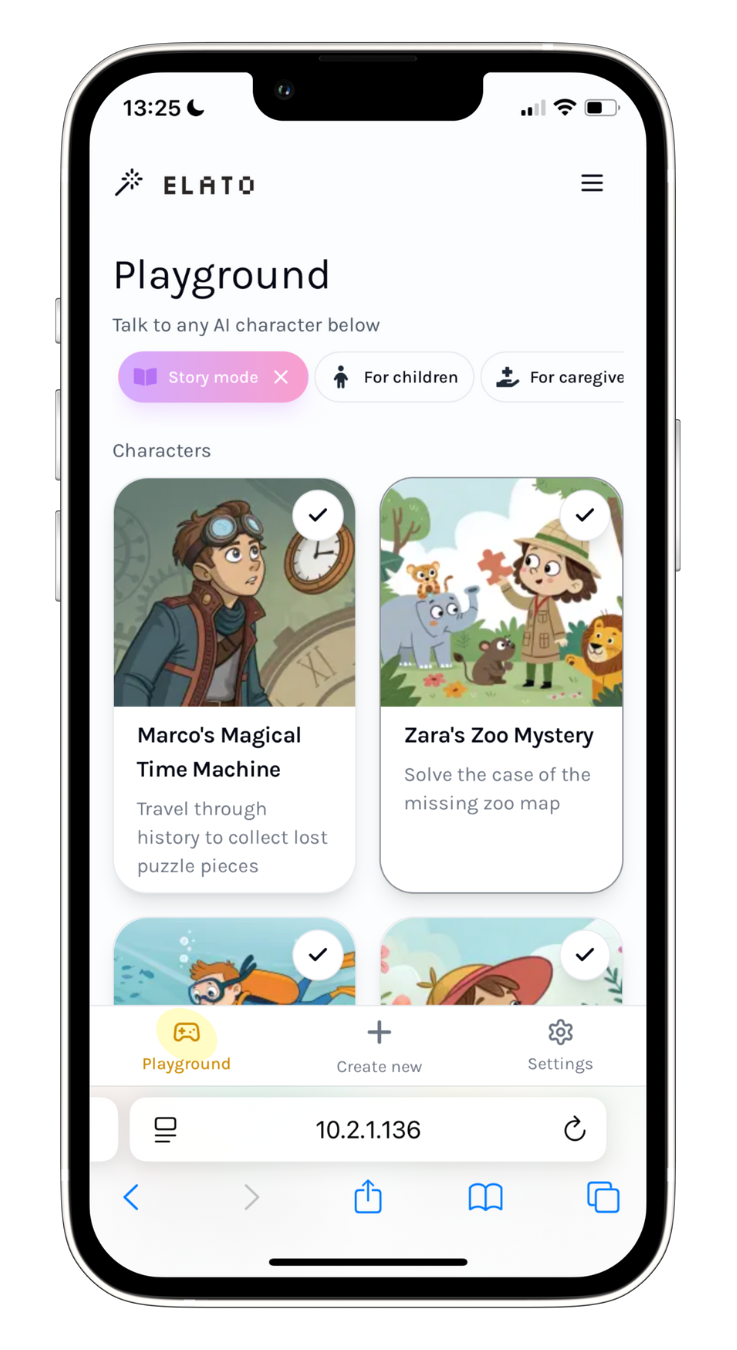 13:25
ELATO
Playground
Talk to any AI character below
Story mode
For children
For caregive
Characters
XI
Marco's Magical
Time Machine
Travel through
history to collect lost
puzzle pieces
Zara's Zoo Mystery
Solve the case of the
missing zoo map
Playground
Create new
Settings
10.2.1.136